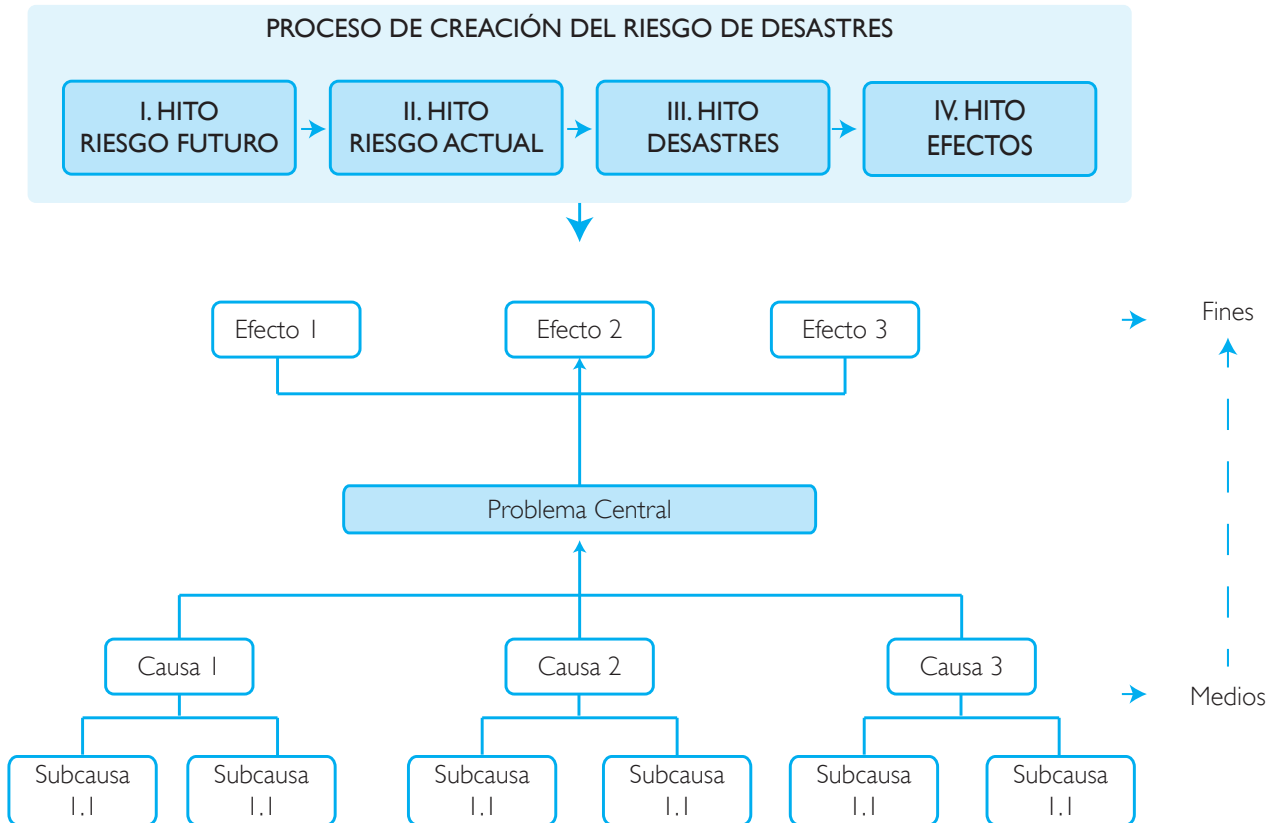 PROCESO DE CREACIÓN DEL RIESGO DE DESASTRES
I. HITO
RIESGO FUTURO
II. HITO
RIESGO ACTUAL
III. HITO
DESASTRES
IV. HITO
EFECTOS
Efecto 1
Efecto 2
Efecto 3
Fines
Problema Central
Causa 1
Causa 2
Causa 3
Medios
Subcausa
1.1
Subcausa
1.1
Subcausa
1.1
Subcausa
1.1
Subcausa
1.1
Subcausa
1.1